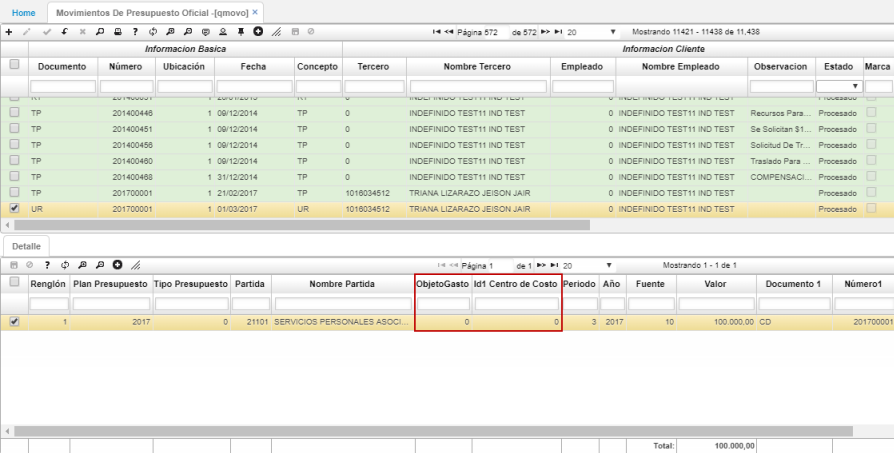 Home Movimientos De Presupuesto Oficial -[qmovo] ×
Página 572 de 572 20 Mostrando 11421 - 11438 de 11,438
Informacion Basica Informacion Cliente
Documento Número Ubicación Fecha Concepto Tercero Nombre Tercero Empleado Nombre Empleado Observacion Estado Marca
TP 201400446 1 09/12/2014 TP 0 INDEFINIDO TEST11 IND TEST 0 INDEFINIDO TEST11 IND TEST Recursos Para... Procesado
TP 201400451 1 09/12/2014 TP 0 INDEFINIDO TEST11 IND TEST 0 INDEFINIDO TEST11 IND TEST Se Solicitan $1... Procesado
TP 201400456 1 09/12/2014 TP 0 INDEFINIDO TEST11 IND TEST 0 INDEFINIDO TEST11 IND TEST Solicitud De Tr... Procesado
TP 201400460 1 09/12/2014 TP 0 INDEFINIDO TEST11 IND TEST 0 INDEFINIDO TEST11 IND TEST Traslado Para ... Procesado
TP 201400468 1 31/12/2014 TP 0 INDEFINIDO TEST11 IND TEST 0 INDEFINIDO TEST11 IND TEST COMPENSACI... Procesado
TP 201700001 1 21/02/2017 TP 1016034512 TRIANA LIZARAZO JEISON JAIR 0 INDEFINIDO TEST11 IND TEST Procesado
UR 201700001 1 01/03/2017 UR 1016034512 TRIANA LIZARAZO JEISON JAIR 0 INDEFINIDO TEST11 IND TEST Procesado
Detalle
Página 1 de 1 20 Mostrando 1 - 1 de 1
Renglón Plan Presupuesto Tipo Presupuesto Partida Nombre Partida ObjetoGasto Id1 Centro de Costo Periodo Año Fuente Valor Documento 1 Número1
1 2017 0 21101 SERVICIOS PERSONALES ASOCI... 0 0 3 2017 10 100.000,00 CD 201700001
Total: 100.000,00